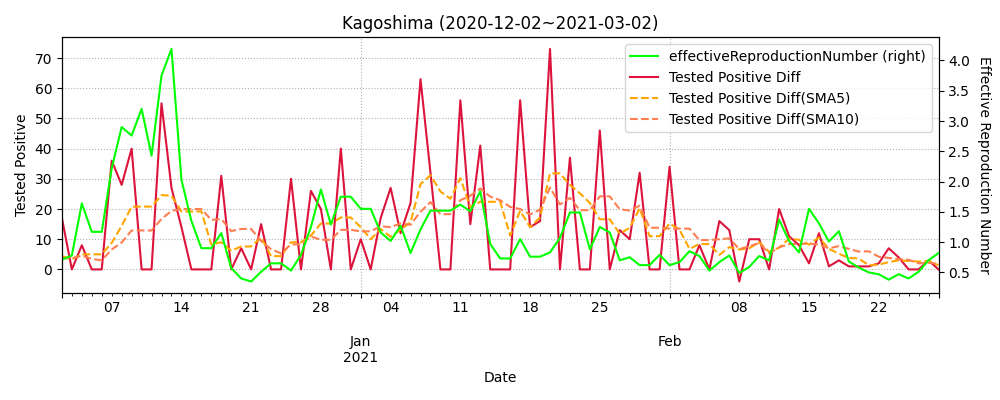 Kagoshima (2020-12-02~2021-03-02)
effectiveReproductionNumber (right)
Tested Positive Diff
Tested Positive Diff(SMA5)
Tested Positive Diff(SMA10)
Tested Positive
70
60
50
40
30
20
10
0
4.0
3.5
3.0
2.5
2.0
1.5
1.0
0.5
Effective Reproduction Number
07 14 21 28 04 11 18 25 08 15 22
Jan Feb
2021
Date